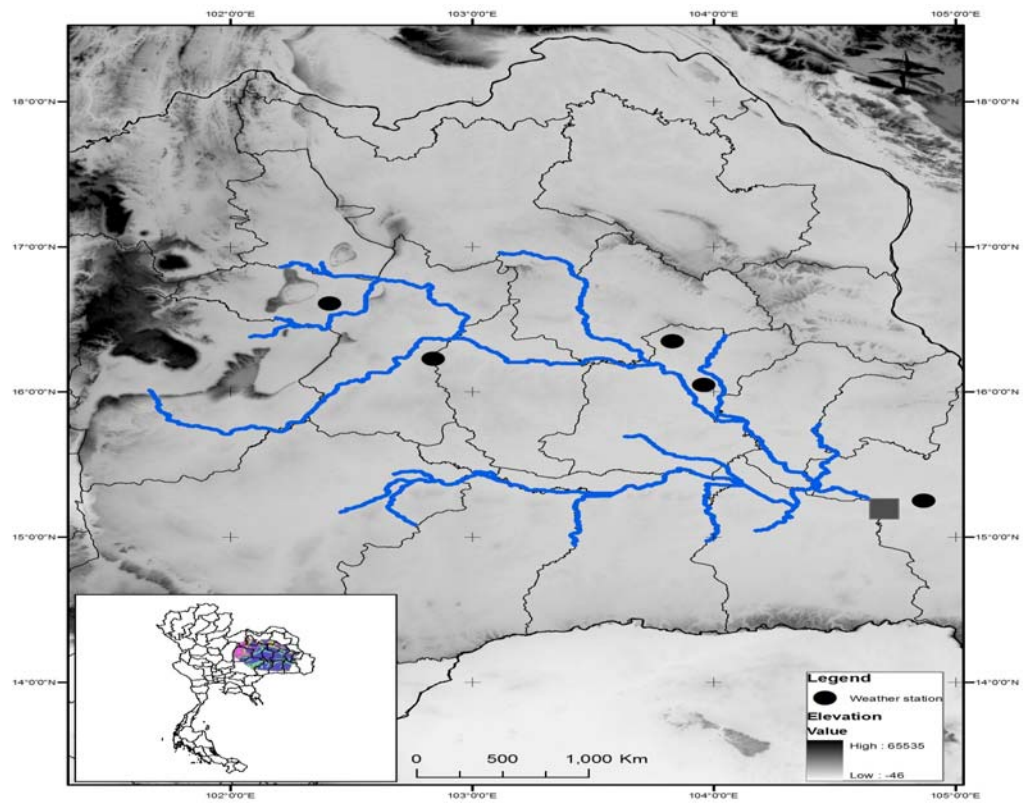 102°0'0"E 103°0'0"E 104°0'0"E 105°0'0"E
18°0'0"N 18°0'0"N
17°0'0"N 17°0'0"N
16°0'0"N 16°0'0"N
15°0'0"N 15°0'0"N
14°0'0"N 14°0'0"N
Legend
Weather station
Elevation
Value
High : 65535
Low : -46
0 500 1,000 Km
102°0'0"E 103°0'0"E 104°0'0"E 105°0'0"E